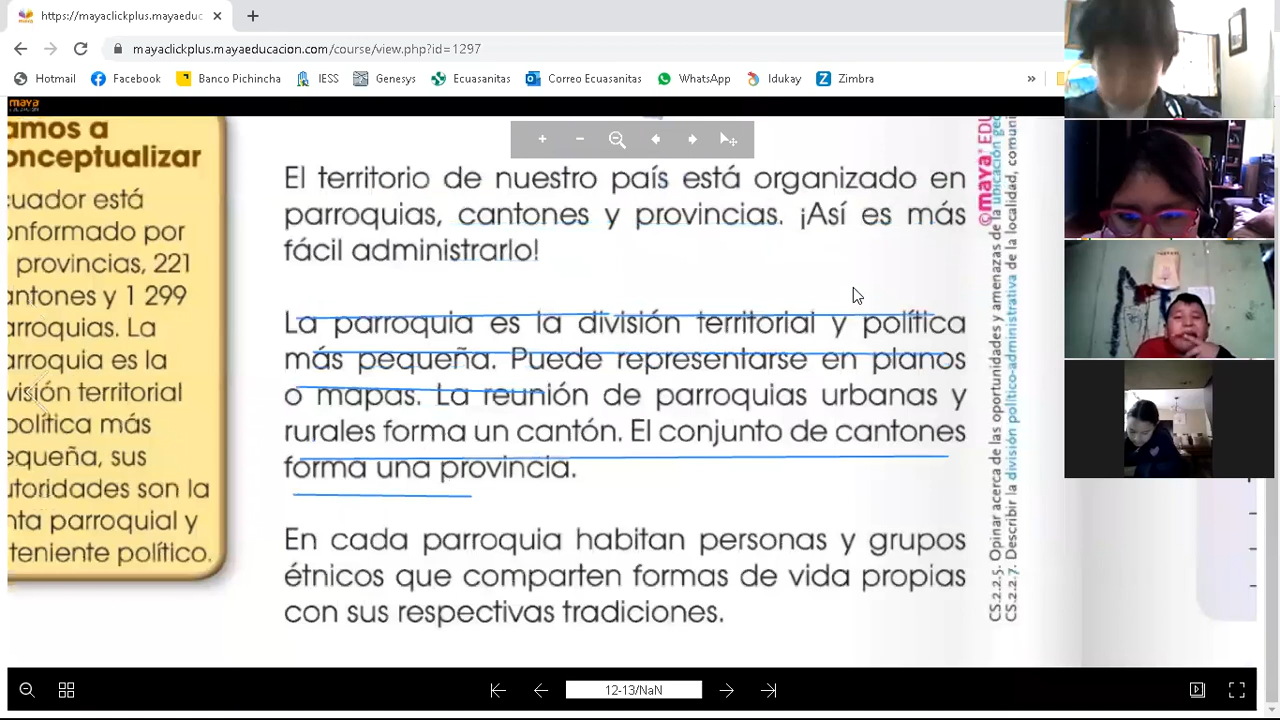 https://mayaclickplus.mayaeduc
mayaclickplus.mayaeducacion.com/course/view.php?id=1297
Hotmail Facebook Banco Pichincha IESS Genesys Ecuasanitas Correo Ecuasanitas WhatsApp Idukay Zimbra »
maya
amos a
onceptualizar
cuador está
onformado por
provincias, 221
antones y 1 299
arroquias. La
arroquia es la
visión territorial
política más
equeña, sus
utoridades son la
nta parroquial y
teniente político.
El territorio de nuestro país está organizado en
parroquias, cantones y provincias. ¡Así es más
fácil administrarlo!
La parroquia es la división territorial y política
más pequeña. Puede representarse en planos
o mapas. La reunión de parroquias urbanas y
rurales forma un cantón. El conjunto de cantones
forma una provincia.
En cada parroquia habitan personas y grupos
étnicos que comparten formas de vida propias
con sus respectivas tradiciones.
©maya® EDU
CS.2.2.5. Opinar acerca de las oportunidades y amenazas de la ubicación geo
CS.2.2.7. Describir la división político-administrativa de la localidad, comuni
12-13/NaN